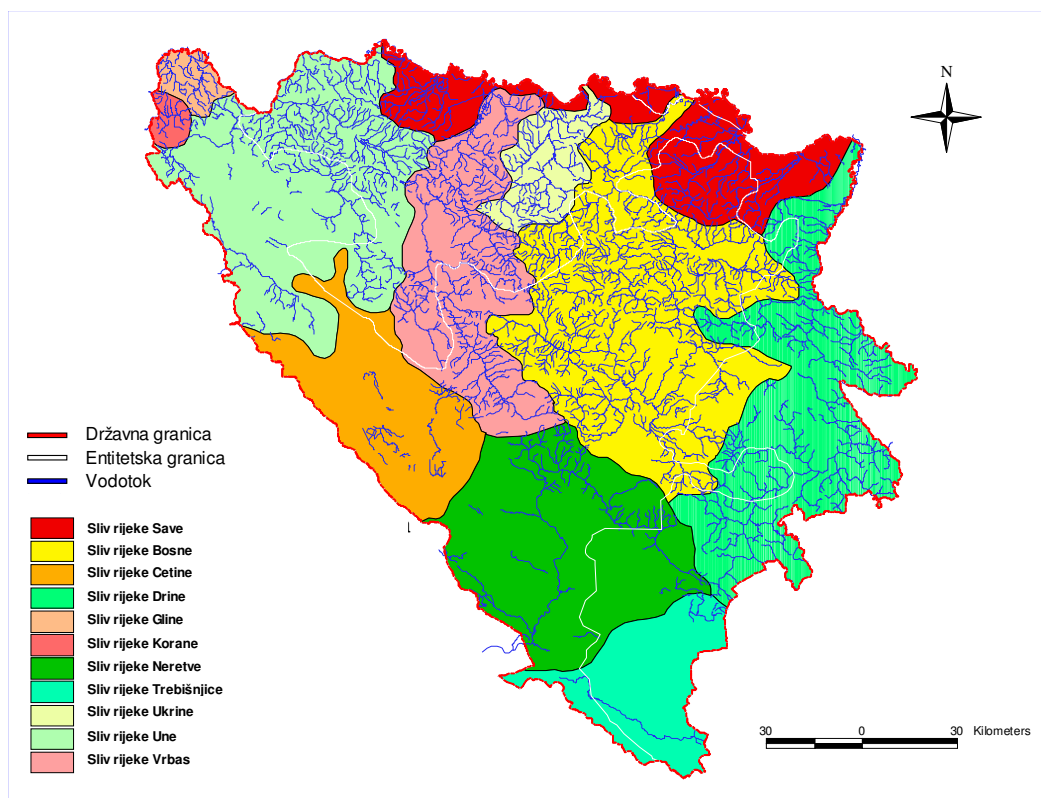 N
Državna granica
Entitetska granica
Vodotok
Sliv rijeke Save
Sliv rijeke Bosne
Sliv rijeke Cetine
Sliv rijeke Drine
Sliv rijeke Gline
Sliv rijeke Korane
Sliv rijeke Neretve
Sliv rijeke Trebišnjice
Sliv rijeke Ukrine
Sliv rijeke Une
Sliv rijeke Vrbas
30 0 30 Kilometers